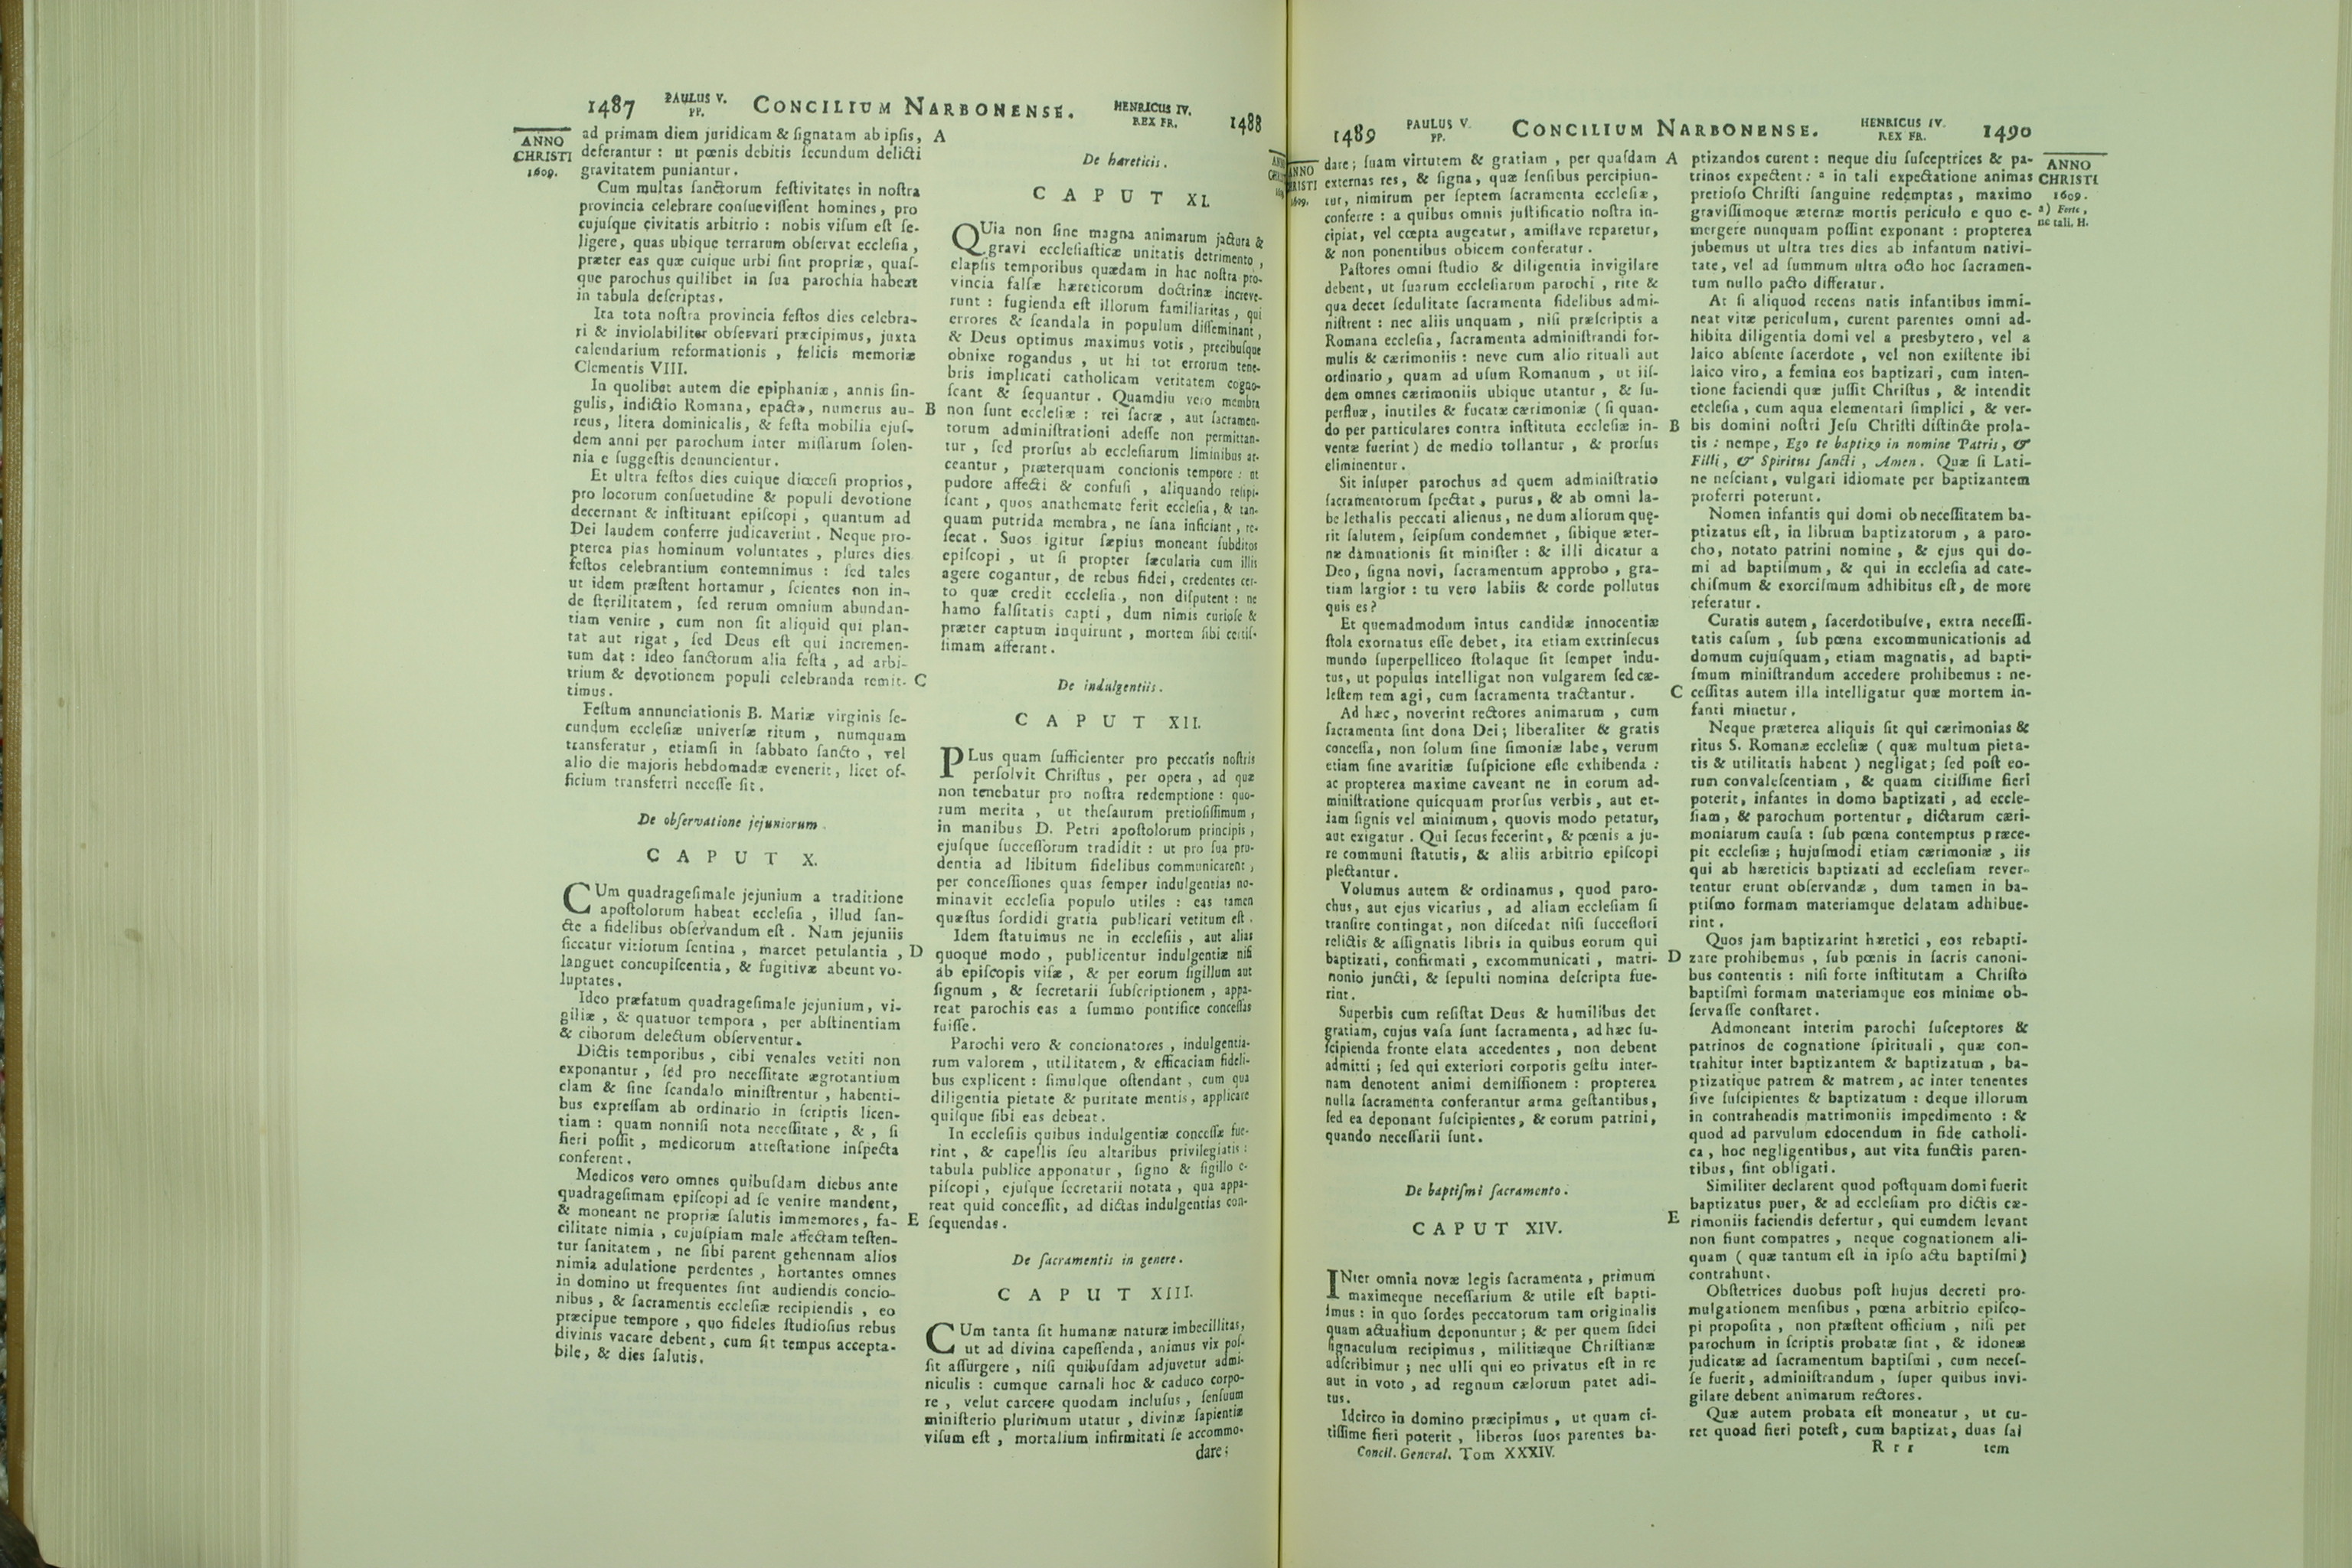 1487 PAULUS V. PP. CONCILIUM NARBONENSE. HENRICUS IV. REX FR. 1488
ANNO
CHRISTI
1609.
ad primam diem juridicam & ſignatam ab ipſis, A
deferantur : ut pœnis debitis ſecundum delicti
gravitatem puniantur.
Cum multas ſanctorum feſtivitates in noſtra
provincia celebrare conſueviſſent homines, pro
cujuſque civitatis arbitrio : nobis viſum eſt ſe-
ligere, quas ubique terrarum obſervat eccleſia,
præter eas quæ cuique urbi ſint propriæ, quaſ-
que parochus quilibet in ſua parochia habeat
in tabula deſcriptas.
Ita tota noſtra provincia feſtos dies celebra-
ri & inviolabiliter obſervari præcipimus, juxta
calendarium reformationis, felicis memoriæ
Clementis VIII.
In quolibet autem die epiphaniæ, annis ſin-
gulis, indictio Romana, epacta, numerus au- B
reus, litera dominicalis, & feſta mobilia ejuſ-
dem anni per parochum inter miſſarum ſolen-
nia e ſuggeſtis denuncientur.
Et ultra feſtos dies cuique diœceſi proprios,
pro locorum conſuetudine & populi devotione
decernant & inſtituant epiſcopi, quantum ad
Dei laudem conferre judicaverint. Neque pro-
pterea pias hominum voluntates, plures dies
feſtos celebrantium contemnimus : ſed tales
ut idem præſtent hortamur, ſcientes non in-
de ſterilitatem, ſed rerum omnium abundan-
tiam venire, cum non ſit aliquid qui plan-
tat aut rigat, ſed Deus eſt qui incremen-
tum dat : ideo ſanctorum alia feſta, ad arbi-
trium & devotionem populi celebranda remit- C
timus.
Feſtum annunciationis B. Mariæ virginis ſe-
cundum eccleſiæ univerſæ ritum, numquam
transferatur, etiamſi in ſabbato ſancto, vel
alio die majoris hebdomadæ evenerit, licet of-
ficium transferri neceſſe ſit.
De obſervatione jejuniorum.
CAPUT X.
CUm quadrageſimale jejunium a traditione
apoſtolorum habeat eccleſia, illud ſan-
cte a fidelibus obſervandum eſt. Nam jejuniis
ſiccatur vitiorum ſentina, marcet petulantia, D
languet concupiſcentia, & fugitivæ abeunt vo-
luptates.
Ideo præfatum quadrageſimale jejunium, vi-
giliæ, & quatuor tempora, per abſtinentiam
& ciborum delectum obſerventur.
Dictis temporibus, cibi venales vetiti non
exponantur, ſed pro neceſſitate ægrotantium
clam & ſine ſcandalo miniſtrentur, habenti-
bus expreſſam ab ordinario in ſcriptis licen-
tiam : quam nonniſi nota neceſſitate, &, ſi
fieri poſſit, medicorum atteſtatione inſpecta
conferent.
Medicos vero omnes quibuſdam diebus ante
quadrageſimam epiſcopi ad ſe venire mandent,
& moneant ne propriæ ſalutis immemores, fa- E
cilitate nimia, cujuſpiam male affectam teſten-
tur ſanitatem, ne ſibi parent gehennam alios
nimia adulatione perdentes, hortantes omnes
in domino ut frequentes ſint audiendis concio-
nibus, & ſacramentis eccleſiæ recipiendis, eo
præcipue tempore, quo fideles ſtudioſius rebus
divinis vacare debent, cum ſit tempus accepta-
bile, & dies ſalutis.
De hæreticis.
CAPUT XI.
QUia non ſine magna animarum jactura &
gravi eccleſiaſticæ unitatis detrimento,
elapſis temporibus quædam in hac noſtra pro-
vincia falſæ hæreticorum doctrinæ increve-
runt : fugienda eſt illorum familiaritas, qui
errores & ſcandala in populum diſſeminant,
& Deus optimus maximus votis, precibuſque
obnixe rogandus, ut hi tot errorum tene-
bris implicati catholicam veritatem cogno-
ſcant & ſequantur. Quamdiu vero membra
non ſunt eccleſiæ : rei ſacræ, aut ſacramen-
torum adminiſtrationi adeſſe non permittan-
tur, ſed prorſus ab eccleſiarum liminibus ar-
ceantur, præterquam concionis tempore : ut
pudore affecti & confuſi, aliquando reſipi-
ſcant, quos anathemate ferit eccleſia, & tan-
quam putrida membra, ne ſana inficiant, re-
ſecat. Suos igitur ſæpius moneant ſubditos
epiſcopi, ut ſi propter ſæcularia cum illis
agere cogantur, de rebus fidei, credentes cer-
to quæ credit eccleſia, non diſputent : ne
hamo falſitatis capti, dum nimis curioſe &
præter captum inquirunt, mortem ſibi certiſ-
ſimam afferant.
De indulgentiis.
CAPUT XII.
PLus quam ſufficienter pro peccatis noſtris
perſolvit Chriſtus, per opera, ad quæ
non tenebatur pro noſtra redemptione : quo-
rum merita, ut theſaurum pretioſiſſimum,
in manibus D. Petri apoſtolorum principis,
ejuſque ſucceſſorum tradidit : ut pro ſua pru-
dentia ad libitum fidelibus communicarent,
per conceſſiones quas ſemper indulgentias no-
minavit eccleſia populo utiles : eas tamen
quæſtus ſordidi gratia publicari vetitum eſt.
Idem ſtatuimus ne in eccleſiis, aut alias
quoque modo, publicentur indulgentiæ niſi
ab epiſcopis viſæ, & per eorum ſigillum aut
ſignum, & ſecretarii ſubſcriptionem, appa-
reat parochis eas a ſummo pontifice conceſſas
fuiſſe.
Parochi vero & concionatores, indulgentia-
rum valorem, utilitatem, & efficaciam fideli-
bus explicent : ſimulque oſtendant, cum qua
diligentia pietate & puritate mentis, applicare
quiſque ſibi eas debeat.
In eccleſiis quibus indulgentiæ conceſſæ fue-
rint, & capellis ſeu altaribus privilegiatis :
tabula publice apponatur, ſigno & ſigillo e-
piſcopi, ejuſque ſecretarii notata, qua appa-
reat quid conceſſit, ad dictas indulgentias con-
ſequendas.
De ſacramentis in genere.
CAPUT XIII.
CUm tanta ſit humanæ naturæ imbecillitas,
ut ad divina capeſſenda, animus vix poſ-
ſit aſſurgere, niſi quibuſdam adjuvetur admi-
niculis : cumque carnali hoc & caduco corpo-
re, velut carcere quodam incluſus, ſenſuum
miniſterio plurimum utatur, divinæ ſapientiæ
viſum eſt, mortalium infirmitati ſe accommo-
dare;
1489 PAULUS V. PP. CONCILIUM NARBONENSE. HENRICUS IV. REX FR. 1490
dare; ſuam virtutem & gratiam, per quaſdam A
externas res, & ſigna, quæ ſenſibus percipiun-
tur, nimirum per ſeptem ſacramenta eccleſiæ,
conferre : a quibus omnis juſtificatio noſtra in-
cipiat, vel cœpta augeatur, amiſſave reparetur,
& non ponentibus obicem conferatur.
Paſtores omni ſtudio & diligentia invigilare
debent, ut ſuarum eccleſiarum parochi, rite &
qua decet ſedulitate ſacramenta fidelibus admi-
niſtrent : nec aliis unquam, niſi præſcriptis a
Romana eccleſia, ſacramenta adminiſtrandi for-
mulis & cærimoniis : neve cum alio rituali aut
ordinario, quam ad uſum Romanum, ut iiſ-
dem omnes cærimoniis ubique utantur, & ſu-
perfluæ, inutiles & fucatæ cærimoniæ (ſi quan-
do per particulares contra inſtituta eccleſiæ in- B
ventæ fuerint) de medio tollantur, & prorſus
eliminentur.
Sit inſuper parochus ad quem adminiſtratio
ſacramentorum ſpectat, purus, & ab omni la-
be lethalis peccati alienus, ne dum aliorum quę-
rit ſalutem, ſeipſum condemnet, ſibique æter-
næ damnationis ſit miniſter : & illi dicatur a
Deo, ſigna novi, ſacramentum approbo, gra-
tiam largior : tu vero labiis & corde pollutus
quis es?
Et quemadmodum intus candidæ innocentiæ
ſtola exornatus eſſe debet, ita etiam extrinſecus
mundo ſuperpelliceo ſtolaque ſit ſemper indu-
tus, ut populus intelligat non vulgarem ſed cæ-
leſtem rem agi, cum ſacramenta tractantur. C
Ad hæc, noverint rectores animarum, cum
ſacramenta ſint dona Dei; liberaliter & gratis
conceſſa, non ſolum ſine ſimoniæ labe, verum
etiam ſine avaritiæ ſuſpicione eſſe exhibenda :
ac propterea maxime caveant ne in eorum ad-
miniſtratione quicquam prorſus verbis, aut et-
iam ſignis vel minimum, quovis modo petatur,
aut exigatur. Qui ſecus fecerint, & pœnis a ju-
re communi ſtatutis, & aliis arbitrio epiſcopi
plectantur.
Volumus autem & ordinamus, quod paro-
chus, aut ejus vicarius, ad aliam eccleſiam ſi
tranſire contingat, non diſcedat niſi ſucceſſori
relictis & aſſignatis libris in quibus eorum qui
baptizati, confirmati, excommunicati, matri- D
nonio juncti, & ſepulti nomina deſcripta fue-
rint.
Superbis cum reſiſtat Deus & humilibus det
gratiam, cujus vaſa ſunt ſacramenta, ad hæc ſu-
ſcipienda fronte elata accedentes, non debent
admitti; ſed qui exteriori corporis geſtu inter-
nam denotent animi demiſſionem : propterea
nulla ſacramenta conferantur arma geſtantibus,
ſed ea deponant ſuſcipientes, & eorum patrini,
quando neceſſarii ſunt.
De baptiſmi ſacramento.
CAPUT XIV.
INter omnia novæ legis ſacramenta, primum
maximeque neceſſarium & utile eſt bapti-
ſmus : in quo ſordes peccatorum tam originalis
quam actualium deponuntur; & per quem fidei
ſignaculum recipimus, militiæque Chriſtianæ
adſcribimur; nec ulli qui eo privatus eſt in re
aut in voto, ad regnum cælorum patet adi-
tus.
Idcirco in domino præcipimus, ut quam ci-
tiſſime fieri poterit, liberos ſuos parentes ba-
Concil. General. Tom XXXIV.
ptizandos curent : neque diu ſuſceptrices & pa-
trinos expectent : ª in tali expectatione animas
pretioſo Chriſti ſanguine redemptas, maximo
graviſſimoque æternæ mortis periculo e quo e-
mergere nunquam poſſint exponant : propterea
jubemus ut ultra tres dies ab infantum nativi-
tate, vel ad ſummum ultra octo hoc ſacramen-
tum nullo pacto differatur.
At ſi aliquod recens natis infantibus immi-
neat vitæ periculum, curent parentes omni ad-
hibita diligentia domi vel a presbytero, vel a
laico abſente ſacerdote, vel non exiſtente ibi
laico viro, a femina eos baptizari, cum inten-
tione faciendi quæ juſſit Chriſtus, & intendit
eccleſia, cum aqua elementari ſimplici, & ver-
bis domini noſtri Jeſu Chriſti diſtincte prola-
tis : nempe, Ego te baptizo in nomine Patris, &
Filii, & Spiritus ſancti, Amen. Quæ ſi Lati-
ne neſciant, vulgari idiomate per baptizantem
proferri poterunt.
Nomen infantis qui domi ob neceſſitatem ba-
ptizatus eſt, in librum baptizatorum, a paro-
cho, notato patrini nomine, & ejus qui do-
mi ad baptiſmum, & qui in eccleſia ad cate-
chiſmum & exorciſmum adhibitus eſt, de more
referatur.
Curatis autem, ſacerdotibuſve, extra neceſſi-
tatis caſum, ſub pœna excommunicationis ad
domum cujuſquam, etiam magnatis, ad bapti-
ſmum miniſtrandum accedere prohibemus : ne-
ceſſitas autem illa intelligatur quæ mortem in-
fanti minetur.
Neque præterea aliquis ſit qui cærimonias &
ritus S. Romanæ eccleſiæ (quæ multum pieta-
tis & utilitatis habent) negligat; ſed poſt eo-
rum convaleſcentiam, & quam citiſſime fieri
poterit, infantes in domo baptizati, ad eccle-
ſiam, & parochum portentur, dictarum cæri-
moniarum cauſa : ſub pœna contemptus præce-
pit eccleſiæ; hujuſmodi etiam cærimoniæ, iis
qui ab hæreticis baptizati ad eccleſiam rever-
tentur erunt obſervandæ, dum tamen in ba-
ptiſmo formam materiamque delatam adhibue-
rint.
Quos jam baptizarint hæretici, eos rebapti-
zare prohibemus, ſub pœnis in ſacris canoni-
bus contentis : niſi forte inſtitutam a Chriſto
baptiſmi formam materiamque eos minime ob-
ſervaſſe conſtaret.
Admoneant interim parochi ſuſceptores &
patrinos de cognatione ſpirituali, quæ con-
trahitur inter baptizantem & baptizatum, ba-
ptizatique patrem & matrem, ac inter tenentes
ſive ſuſcipientes & baptizatum : deque illorum
in contrahendis matrimoniis impedimento : &
quod ad parvulum edocendum in fide catholi-
ca, hoc negligentibus, aut vita functis paren-
tibus, ſint obligati.
Similiter declarent quod poſtquam domi fuerit
baptizatus puer, & ad eccleſiam pro dictis cæ-
E rimoniis faciendis defertur, qui eumdem levant
non fiunt compatres, neque cognationem ali-
quam (quæ tantum eſt in ipſo actu baptiſmi)
contrahunt.
Obſtetrices duobus poſt hujus decreti pro-
mulgationem menſibus, pœna arbitrio epiſco-
pi propoſita, non præſtent officium, niſi per
parochum in ſcriptis probatæ ſint, & idoneæ
judicatæ ad ſacramentum baptiſmi, cum neceſ-
ſe fuerit, adminiſtrandum, ſuper quibus invi-
gilare debent animarum rectores.
Quæ autem probata eſt moneatur, ut cu-
ret quoad fieri poteſt, cum baptizat, duas ſal
Rrr tem
ANNO
CHRISTI
1609.
a) Forte,
ne tali. H.